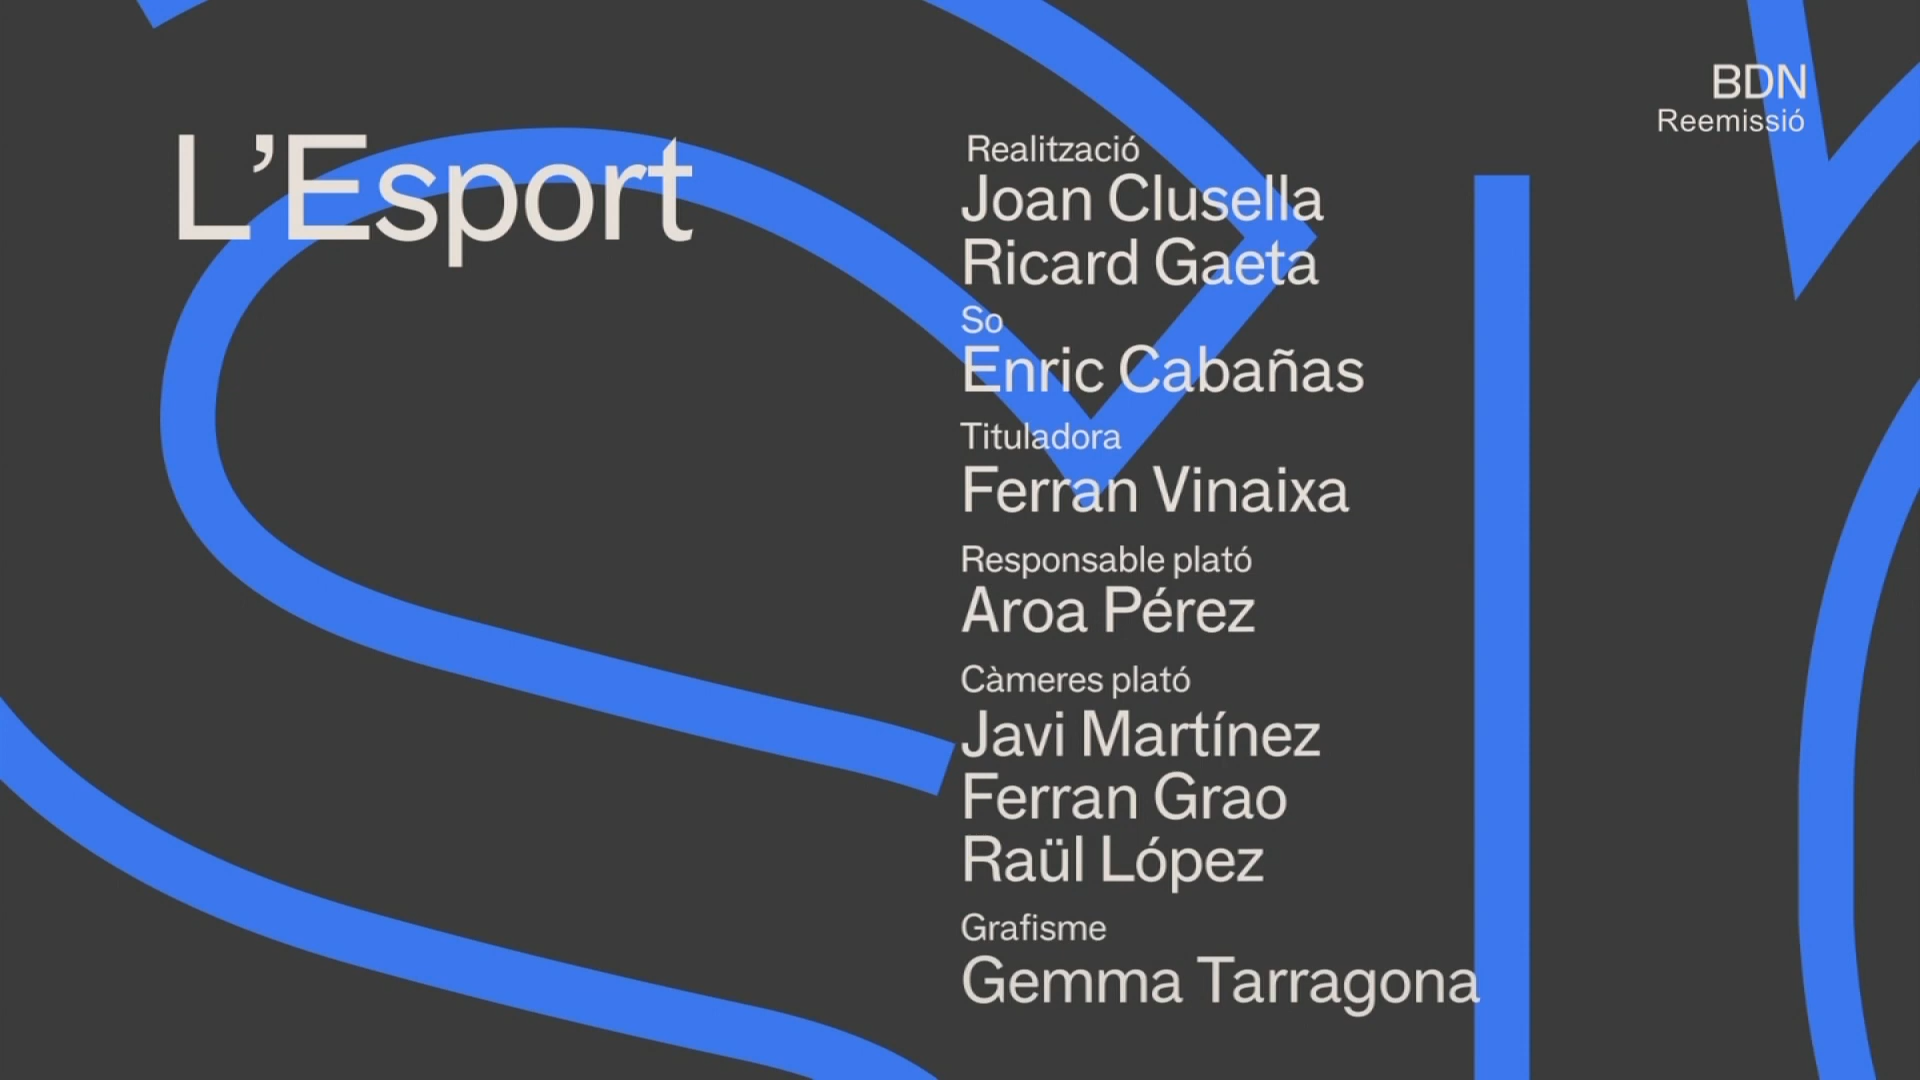 L’Esport
BDN
Reemissió
Realització
Joan Clusella
Ricard Gaeta
So
Enric Cabañas
Tituladora
Ferran Vinaixa
Responsable plató
Aroa Pérez
Càmeres plató
Javi Martínez
Ferran Grao
Raül López
Grafisme
Gemma Tarragona